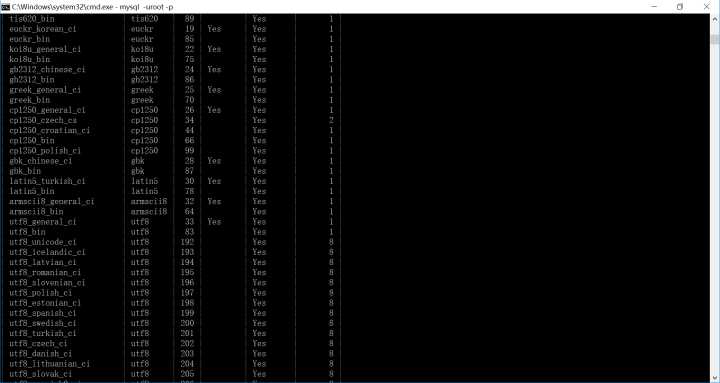 C:\Windows\system32\cmd.exe - mysql -uroot -p
tis620_bin | tis620 | 89 | | Yes | 1 |
euckr_korean_ci | euckr | 19 | Yes | Yes | 1 |
euckr_bin | euckr | 85 | | Yes | 1 |
koi8u_general_ci | koi8u | 22 | Yes | Yes | 1 |
koi8u_bin | koi8u | 75 | | Yes | 1 |
gb2312_chinese_ci | gb2312 | 24 | Yes | Yes | 1 |
gb2312_bin | gb2312 | 86 | | Yes | 1 |
greek_general_ci | greek | 25 | Yes | Yes | 1 |
greek_bin | greek | 70 | | Yes | 1 |
cp1250_general_ci | cp1250 | 26 | Yes | Yes | 1 |
cp1250_czech_cs | cp1250 | 34 | | Yes | 2 |
cp1250_croatian_ci | cp1250 | 44 | | Yes | 1 |
cp1250_bin | cp1250 | 66 | | Yes | 1 |
cp1250_polish_ci | cp1250 | 99 | | Yes | 1 |
gbk_chinese_ci | gbk | 28 | Yes | Yes | 1 |
gbk_bin | gbk | 87 | | Yes | 1 |
latin5_turkish_ci | latin5 | 30 | Yes | Yes | 1 |
latin5_bin | latin5 | 78 | | Yes | 1 |
armscii8_general_ci | armscii8 | 32 | Yes | Yes | 1 |
armscii8_bin | armscii8 | 64 | | Yes | 1 |
utf8_general_ci | utf8 | 33 | Yes | Yes | 1 |
utf8_bin | utf8 | 83 | | Yes | 1 |
utf8_unicode_ci | utf8 | 192 | | Yes | 8 |
utf8_icelandic_ci | utf8 | 193 | | Yes | 8 |
utf8_latvian_ci | utf8 | 194 | | Yes | 8 |
utf8_romanian_ci | utf8 | 195 | | Yes | 8 |
utf8_slovenian_ci | utf8 | 196 | | Yes | 8 |
utf8_polish_ci | utf8 | 197 | | Yes | 8 |
utf8_estonian_ci | utf8 | 198 | | Yes | 8 |
utf8_spanish_ci | utf8 | 199 | | Yes | 8 |
utf8_swedish_ci | utf8 | 200 | | Yes | 8 |
utf8_turkish_ci | utf8 | 201 | | Yes | 8 |
utf8_czech_ci | utf8 | 202 | | Yes | 8 |
utf8_danish_ci | utf8 | 203 | | Yes | 8 |
utf8_lithuanian_ci | utf8 | 204 | | Yes | 8 |
utf8_slovak_ci | utf8 | 205 | | Yes | 8 |